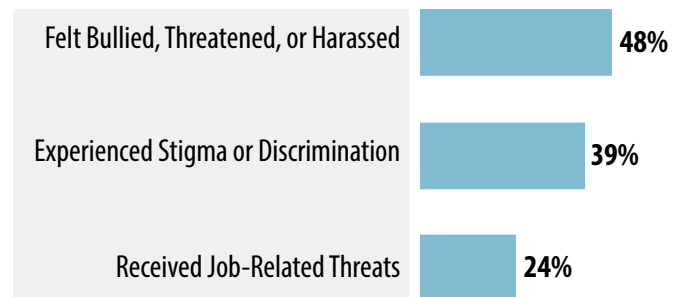 Felt Bullied, Threatened, or Harassed 48%
Experienced Stigma or Discrimination 39%
Received Job-Related Threats 24%